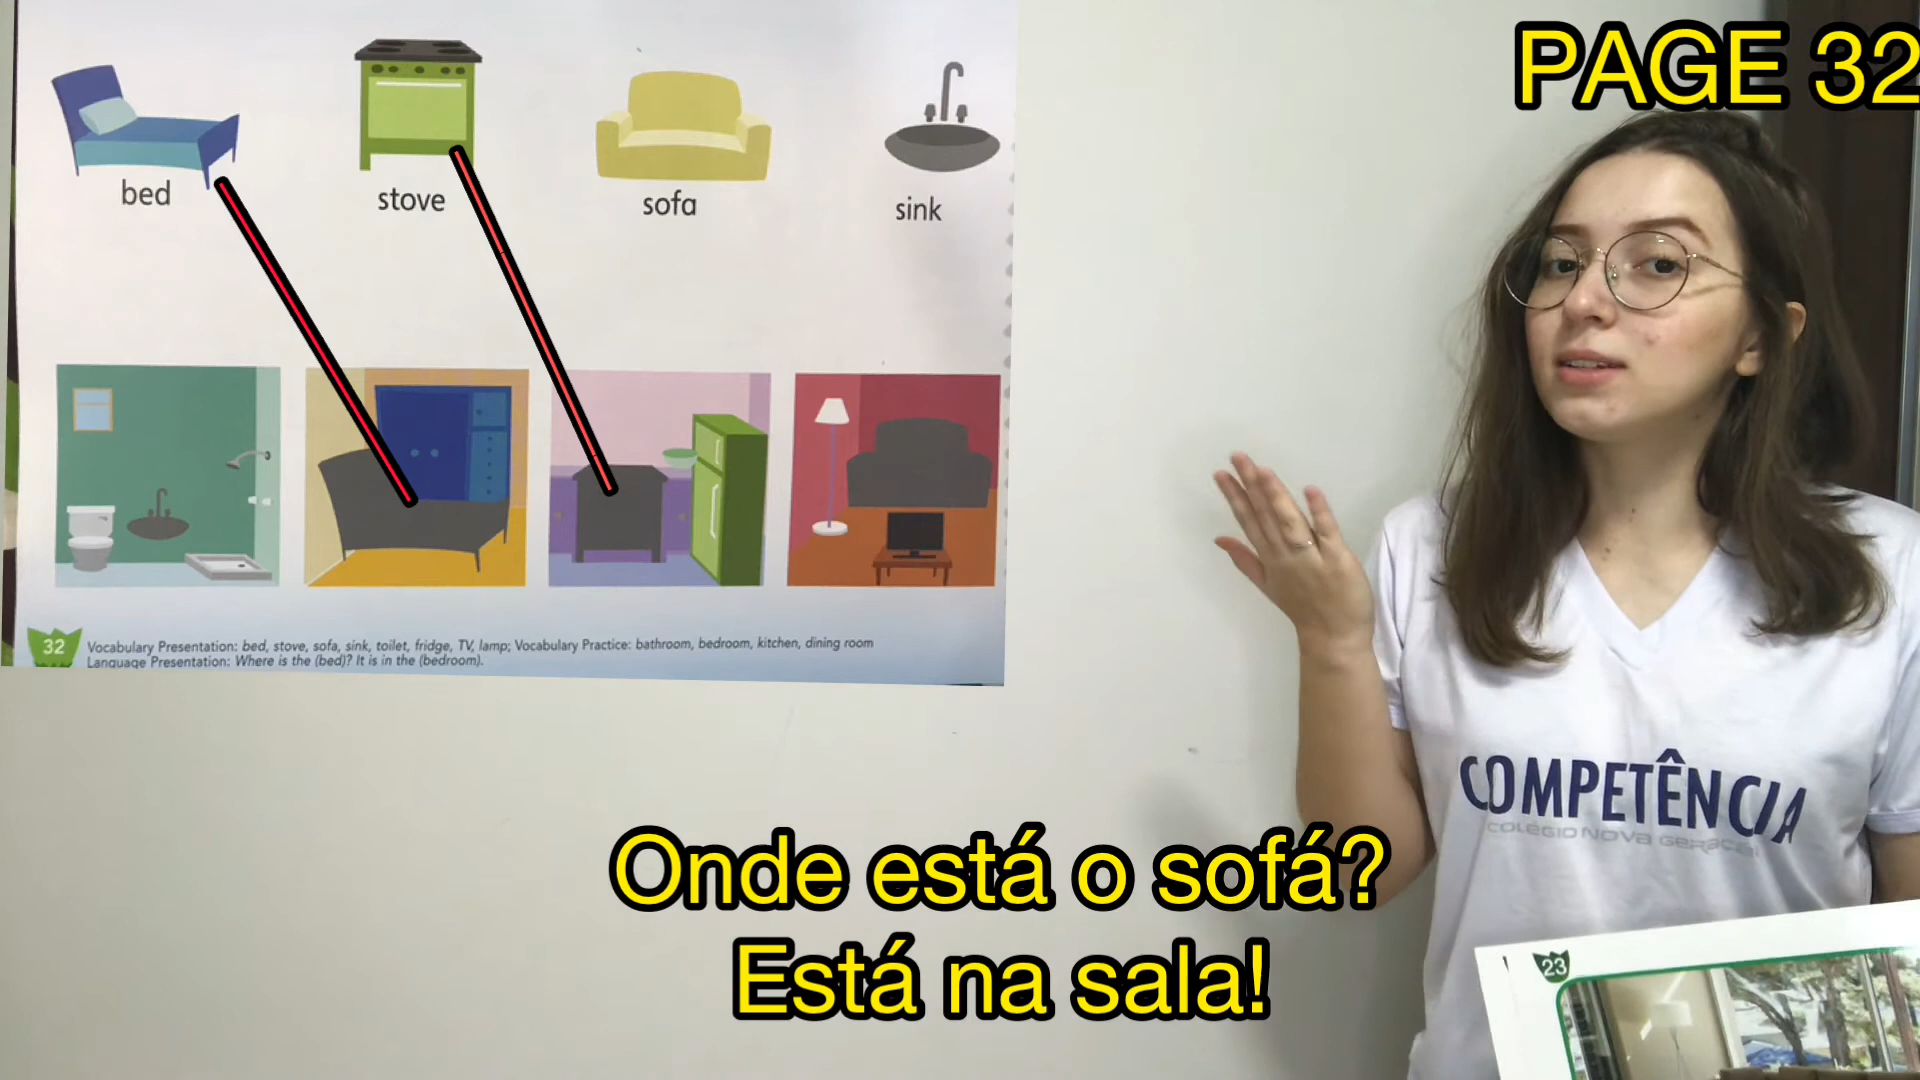 PAGE 32
bed
stove
sofa
sink
32
Vocabulary Presentation: bed, stove, sofa, sink, toilet, fridge, TV, lamp; Vocabulary Practice: bathroom, bedroom, kitchen, dining room
Language Presentation: Where is the (bed)? It is in the (bedroom).
COMPETÊNCIA
COLÉGIO NOVA GERAÇÃO
Onde está o sofá?
Está na sala!
23